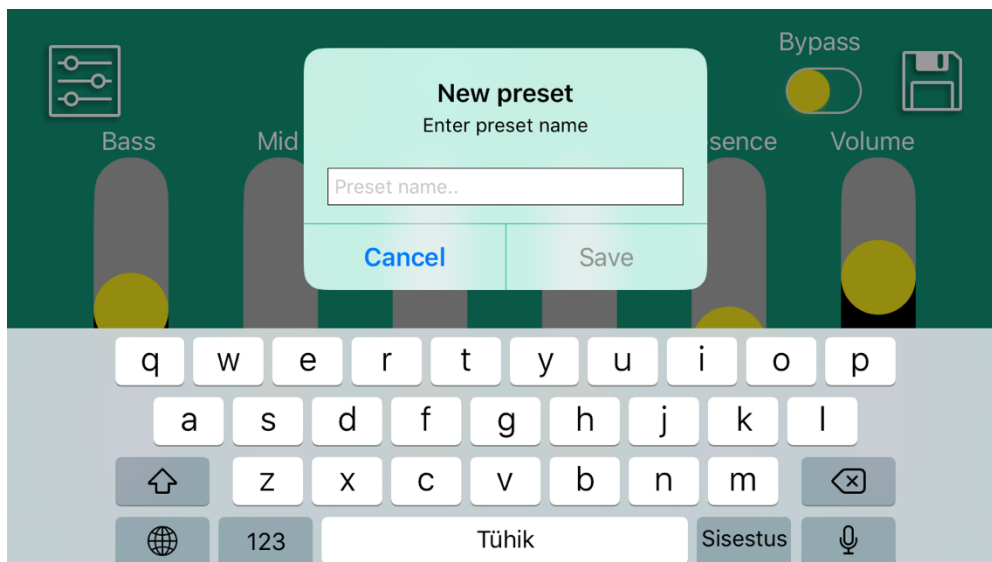 Bypass
New preset
Enter preset name
Bass
Mid
sence
Volume
Preset name..
Cancel
Save
q w e r t y u i o p
a s d f g h j k l
z x c v b n m
123
Tühik
Sisestus